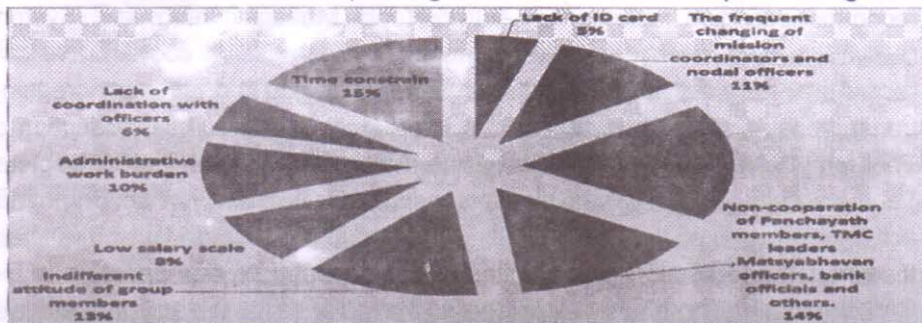 Lack of ID card
5%
The frequent
changing of
mission
coordinators and
nodal officers
11%
Time constrain
15%
Lack of
coordination with
officers
6%
Administrative
work burden
10%
Low salary scale
8%
Indifferent
attitude of group
members
13%
Non-cooperation
of Panchayath
members, TMC
leaders
Matsyabhavan
officers, bank
officials and
others.
14%